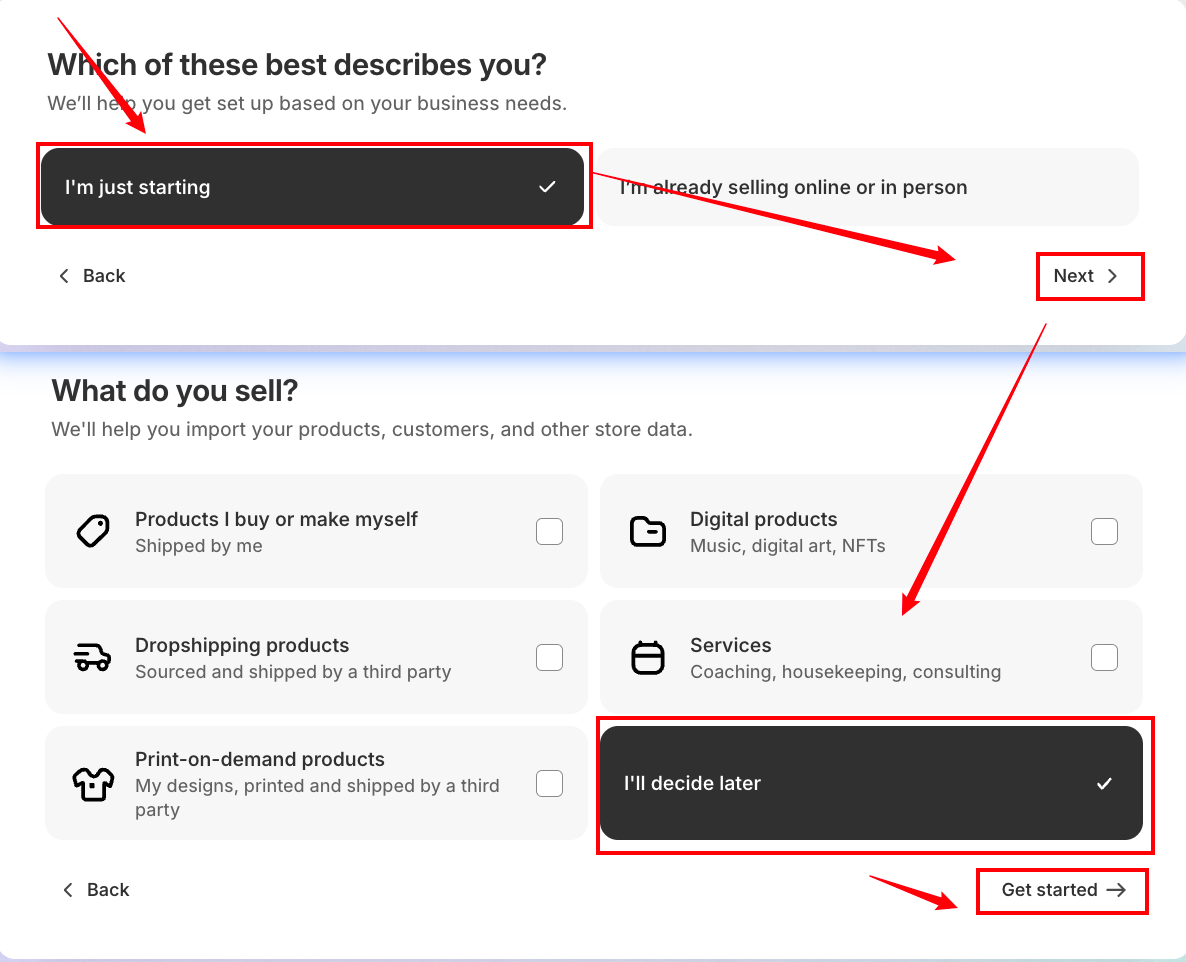 Which of these best describes you?
We’ll help you get set up based on your business needs.
I'm just starting
I’m already selling online or in person
Back
Next
What do you sell?
We'll help you import your products, customers, and other store data.
Products I buy or make myself
Shipped by me
Digital products
Music, digital art, NFTs
Dropshipping products
Sourced and shipped by a third party
Services
Coaching, housekeeping, consulting
Print-on-demand products
My designs, printed and shipped by a third
party
I'll decide later
Back
Get started